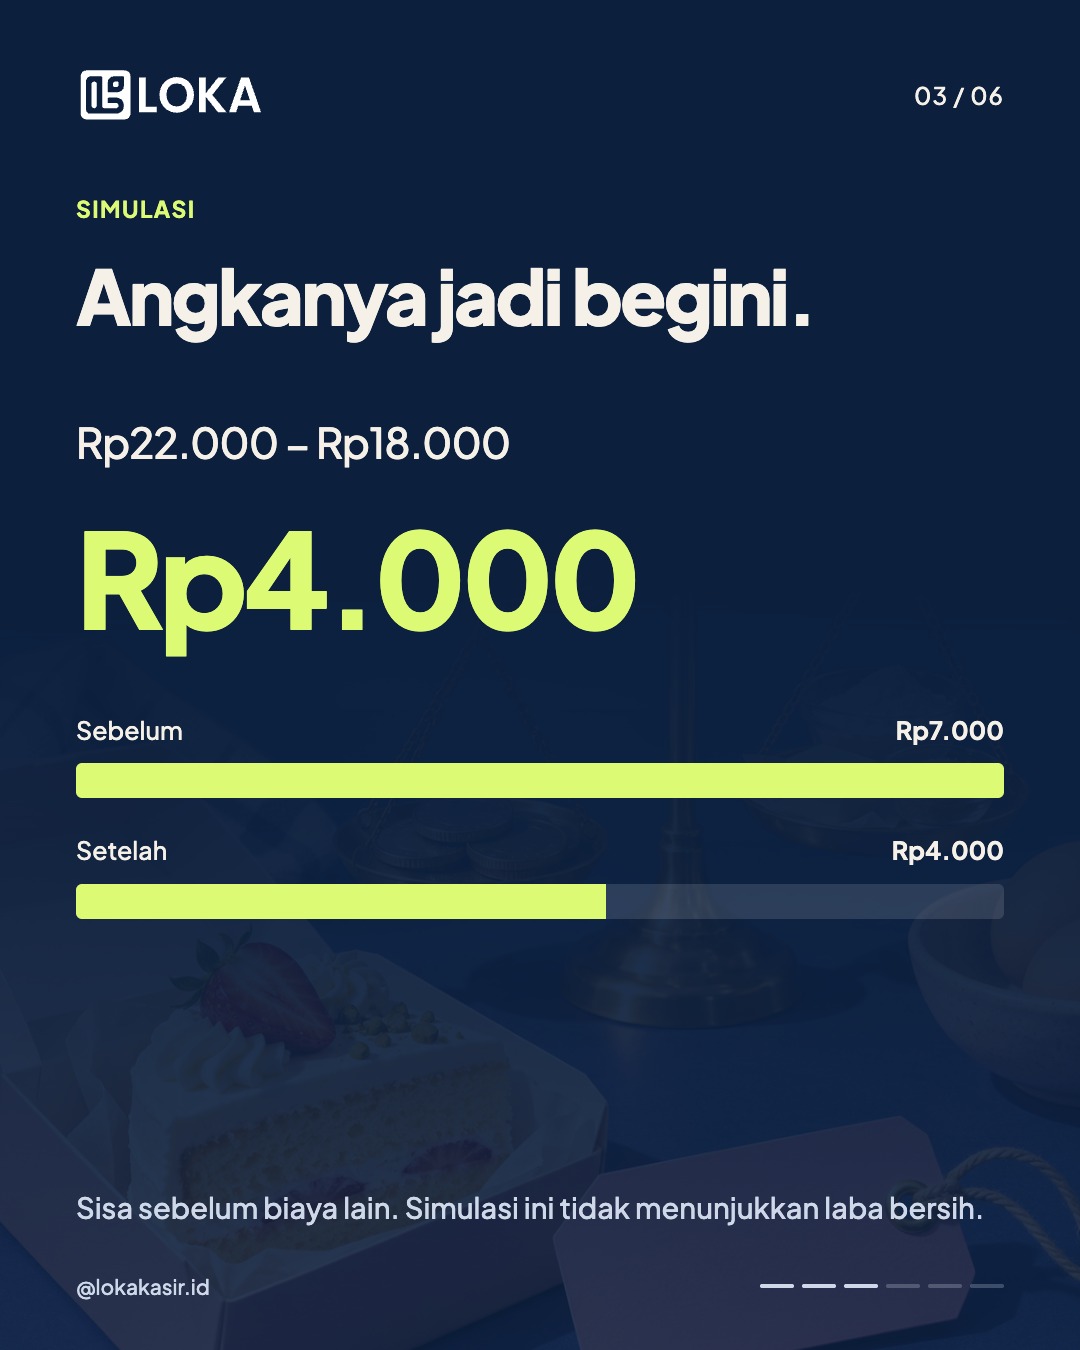 LOKA
03 / 06
SIMULASI
Angkanya jadi begini.
Rp22.000 – Rp18.000
Rp4.000
Sebelum Rp7.000
Setelah Rp4.000
Sisa sebelum biaya lain. Simulasi ini tidak menunjukkan laba bersih.
@lokakasir.id